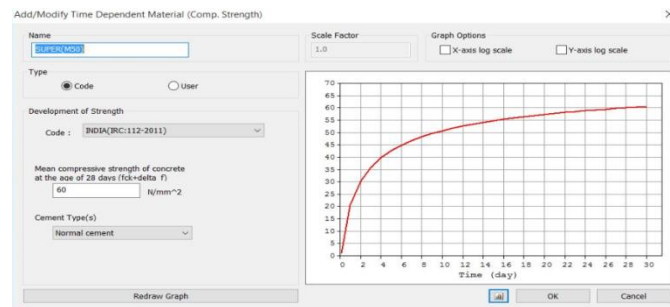 Add/Modify Time Dependent Material (Comp. Strength)
Name
SUPER(M50)
Scale Factor
1.0
Graph Options
X-axis log scale
Y-axis log scale
Type
Code
User
Development of Strength
Code :
INDIA(IRC:112-2011)
Mean compressive strength of concrete
at the age of 28 days (fck+delta_f)
60
N/mm^2
Cement Type(s)
Normal cement
Redraw Graph
70
65
60
55
50
45
40
35
30
25
20
15
10
5
0
0 2 4 6 8 10 12 14 16 18 20 22 24 26 28 30
Time (day)
OK
Cancel